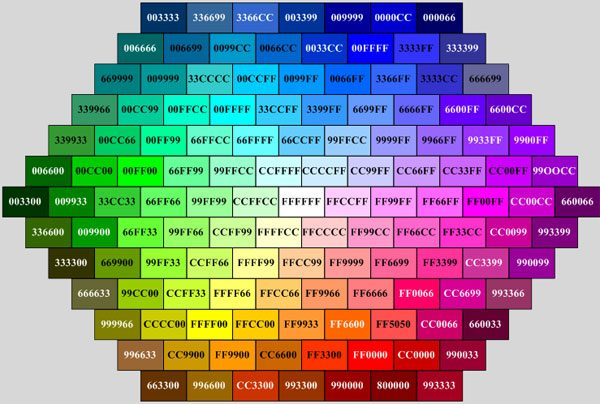 003333 336699 3366CC 003399 009999 0000CC 000066
006666 006699 0099CC 0066CC 0033CC 00FFFF 3333FF 333399
669999 009999 33CCCC 00CCFF 0099FF 0066FF 3366FF 3333CC 666699
339966 00CC99 00FFCC 00FFFF 33CCFF 3399FF 6699FF 6666FF 6600FF 6600CC
339933 00CC66 00FF99 66FFCC 66FFFF 66CCFF 99FFCC 9999FF 9966FF 9933FF 9900FF
006600 00CC00 00FF00 66FF99 99FFCC CCFFFF CCCCFF CC99FF CC66FF CC33FF CC00FF 99OOCC
003300 009933 33CC33 66FF66 99FF99 CCFFCC FFFFFF FFCCFF FF99FF FF66FF FF00FF CC00CC 660066
336600 009900 66FF33 99FF66 CCFF99 FFFFCC FFCCCC FF99CC FF66CC FF33CC CC0099 993399
333300 669900 99FF33 CCFF66 FFFF99 FFCC99 FF9999 FF6699 FF3399 CC3399 990099
666633 99CC00 CCFF33 FFFF66 FFCC66 FF9966 FF6666 FF0066 CC6699 993366
999966 CCCC00 FFFF00 FFCC00 FF9933 FF6600 FF5050 CC0066 660033
996633 CC9900 FF9900 CC6600 FF3300 FF0000 CC0000 990033
663300 996600 CC3300 993300 990000 800000 993333